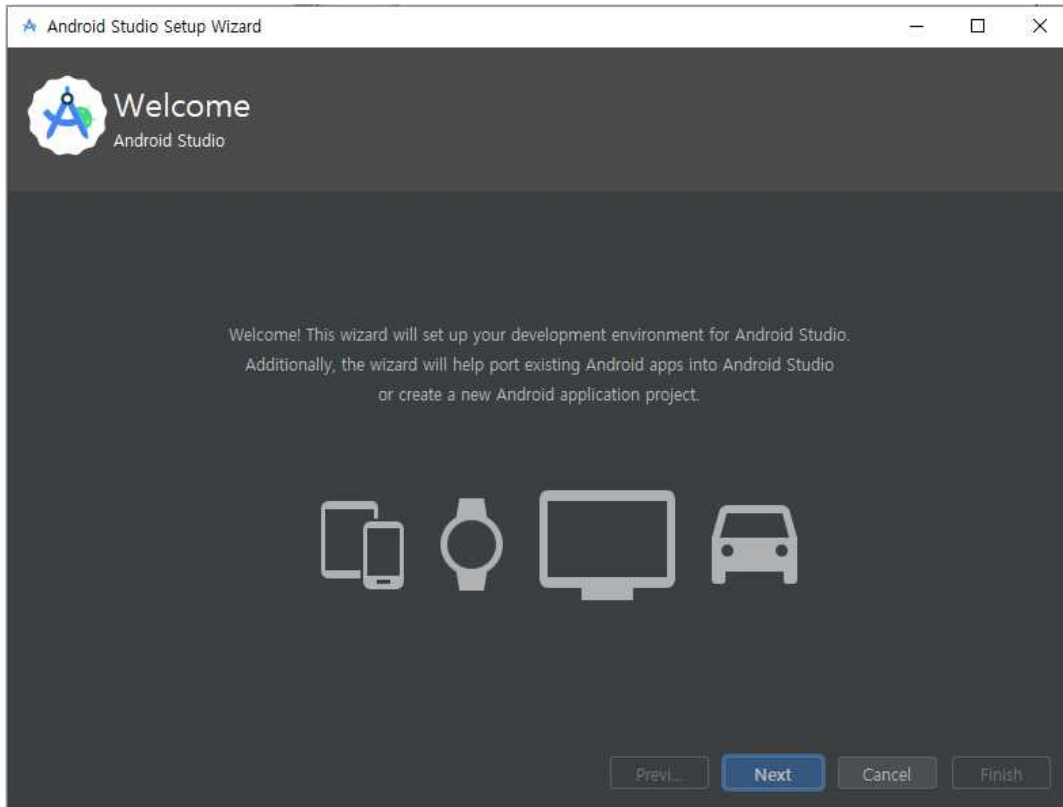 Android Studio Setup Wizard
Welcome
Android Studio
Welcome! This wizard will set up your development environment for Android Studio.
Additionally, the wizard will help port existing Android apps into Android Studio
or create a new Android application project.
Previ... Next Cancel Finish